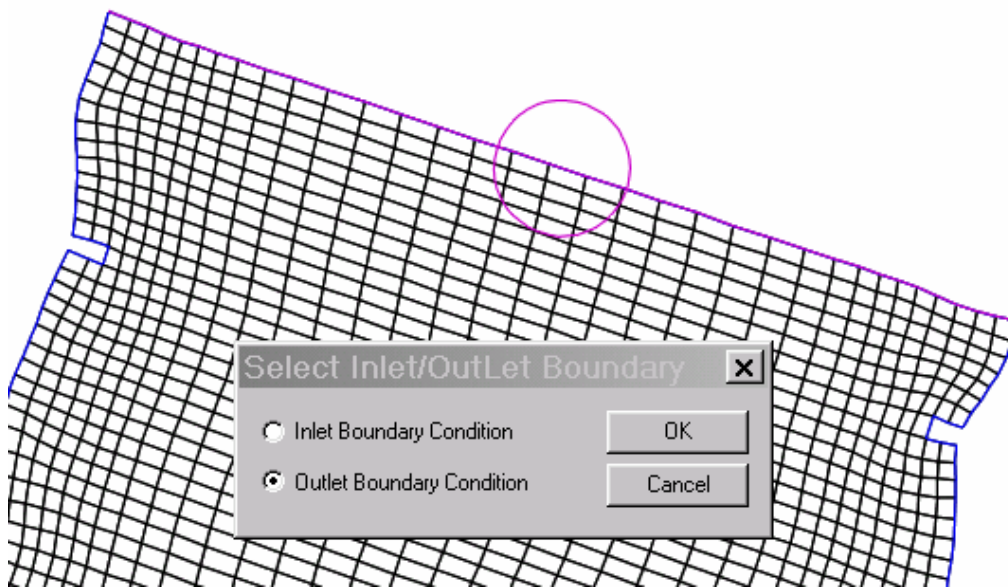 Select Inlet/OutLet Boundary
Inlet Boundary Condition
OK
Outlet Boundary Condition
Cancel